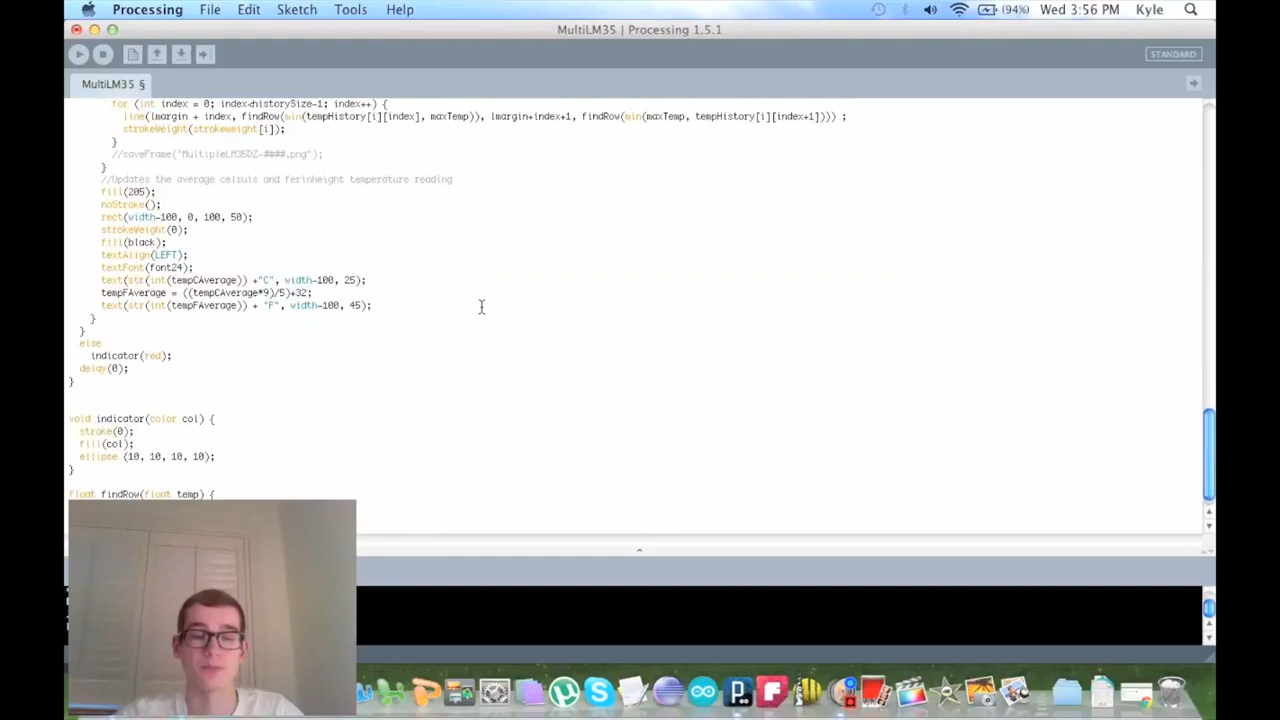 Processing File Edit Sketch Tools Help (94%) Wed 3:56 PM Kyle
MultiLM35 | Processing 1.5.1
STANDARD
MultiLM35 §
for (int index = 0; index<historySize-1; index++) {
line(lmargin + index, findRow(min(tempHistory[i][index], maxTemp)), lmargin+index+1, findRow(min(maxTemp, tempHistory[i][index+1]))) ;
strokeWeight(strokeweight[i]);
}
//saveFrame("MultipleLM35DZ-####.png");
}
//Updates the average celsuis and ferinheight temperature reading
fill(205);
noStroke();
rect(width-100, 0, 100, 50);
strokeWeight(0);
fill(black);
textAlign(LEFT);
textFont(font24);
text(str(int(tempCAverage)) +"C", width-100, 25);
tempFAverage = ((tempCAverage*9)/5)+32;
text(str(int(tempFAverage)) + "F", width-100, 45);
}
}
else
indicator(red);
delay(0);
}
void indicator(color col) {
stroke(0);
fill(col);
ellipse (10, 10, 10, 10);
}
float findRow(float temp) {